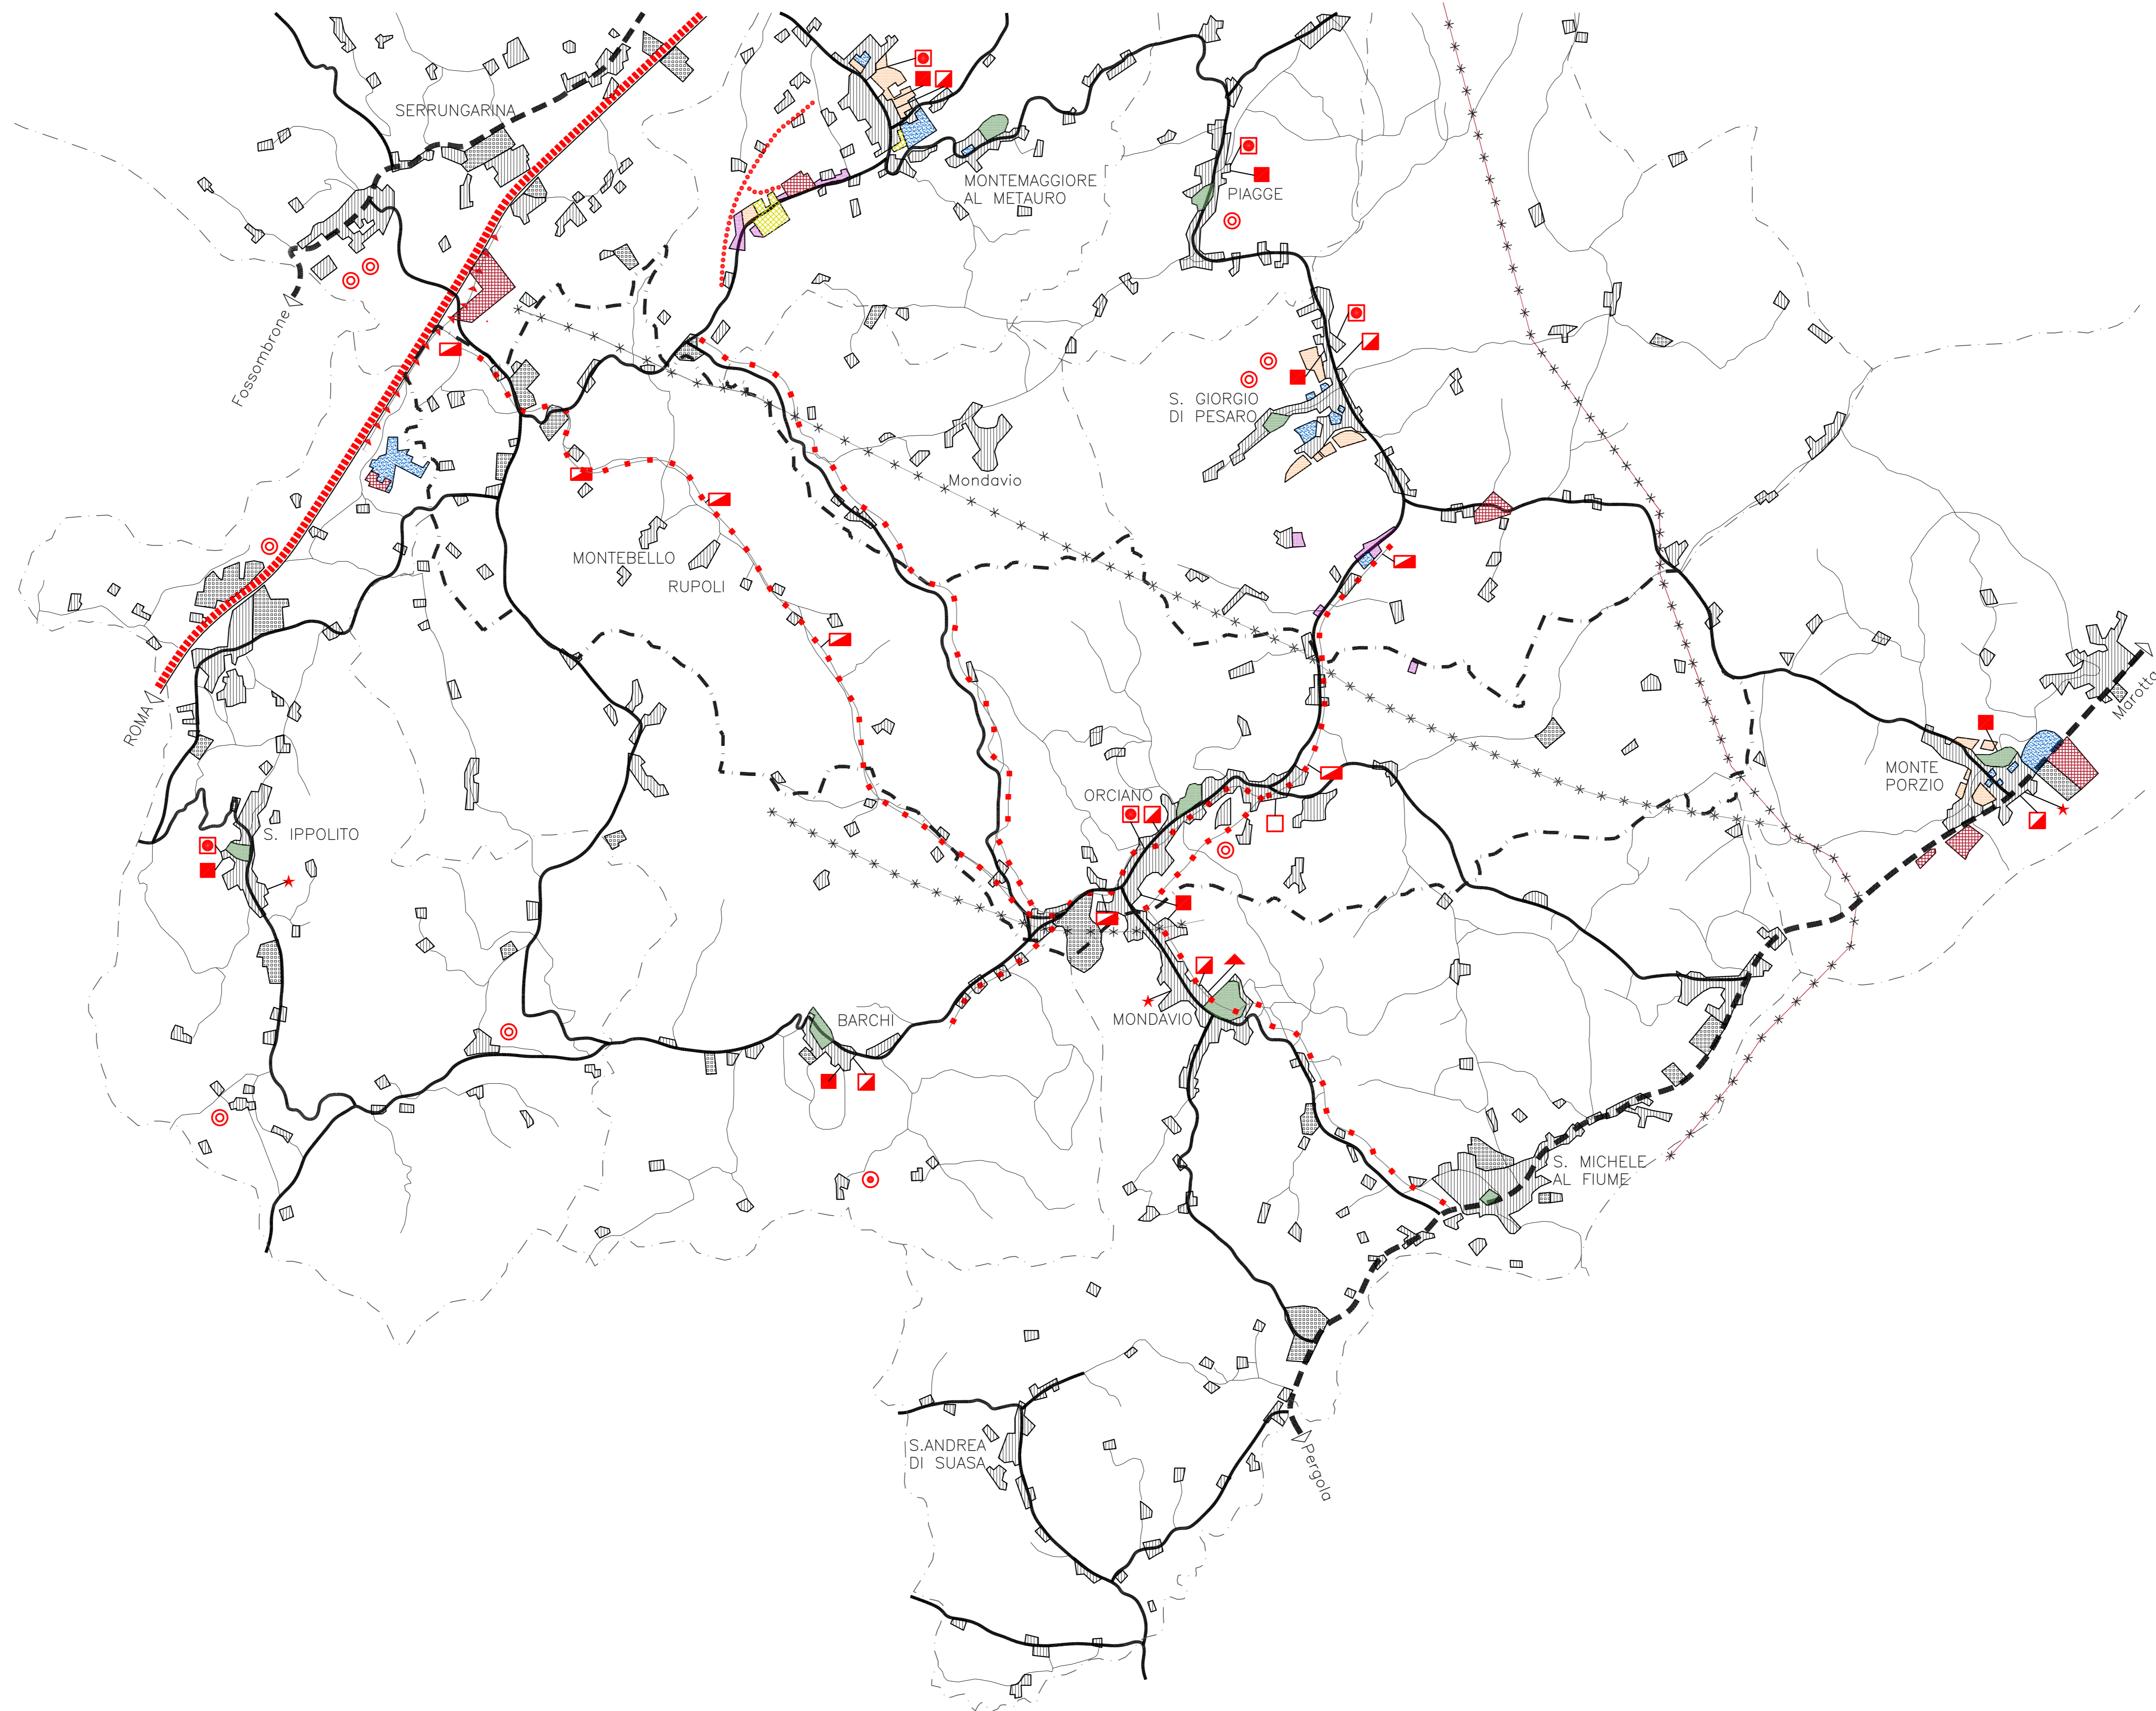 SERRUNGARINA
MONTEMAGGIORE
AL METAURO
PIAGGE
Fossombrone
S. GIORGIO
DI PESARO
Mondavio
MONTEBELLO
RUPOLI
ROMA
Marotta
MONTE
PORZIO
ORCIANO
S. IPPOLITO
BARCHI
MONDAVIO
S. MICHELE
AL FIUME
S.ANDREA
DI SUASA
Pergola